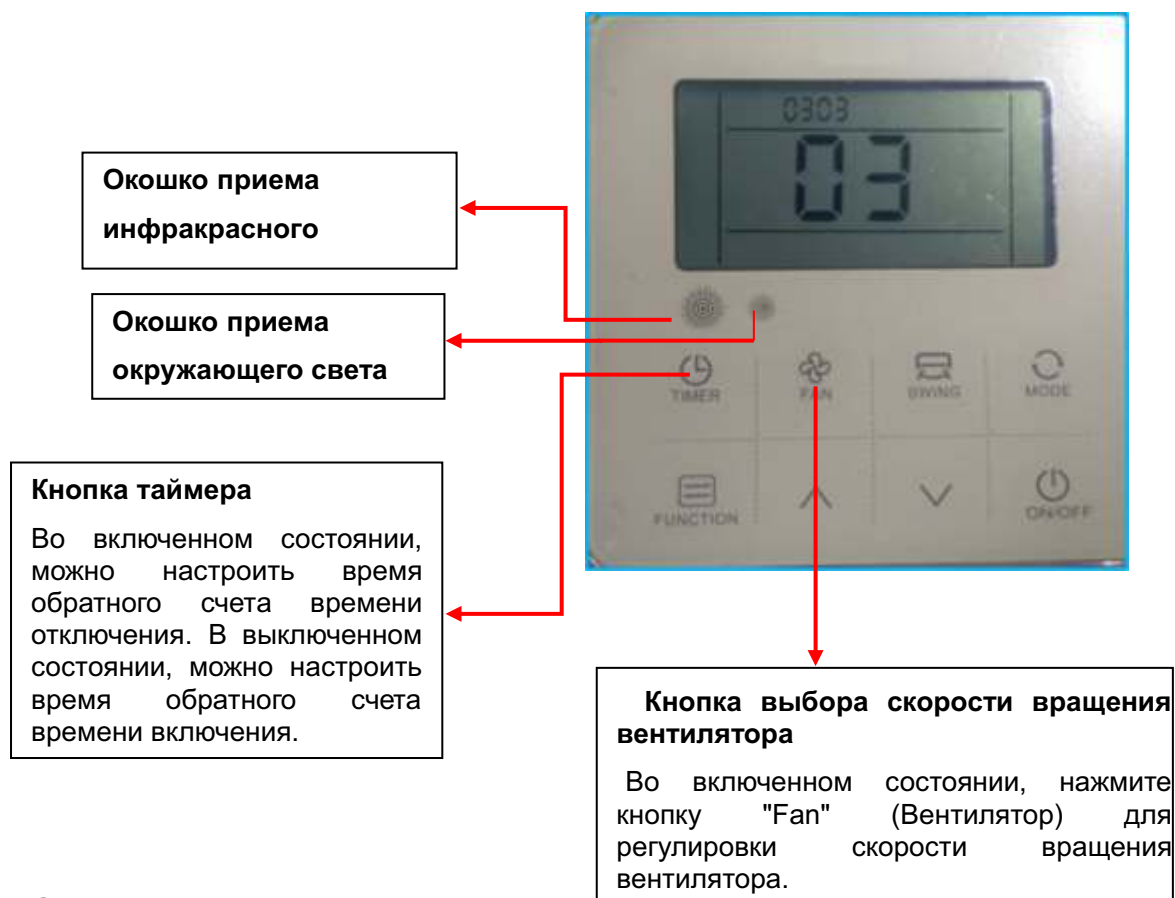 0303
03
Окошко приема
инфракрасного
Окошко приема
окружающего света
TIMER
FAN
SWING
MODE
FUNCTION
ON/OFF
Кнопка таймера
Во включенном состоянии,
можно настроить время
обратного счета времени
отключения. В выключенном
состоянии, можно настроить
время обратного счета
времени включения.
Кнопка выбора скорости вращения
вентилятора
Во включенном состоянии, нажмите
кнопку "Fan" (Вентилятор) для
регулировки скорости вращения
вентилятора.